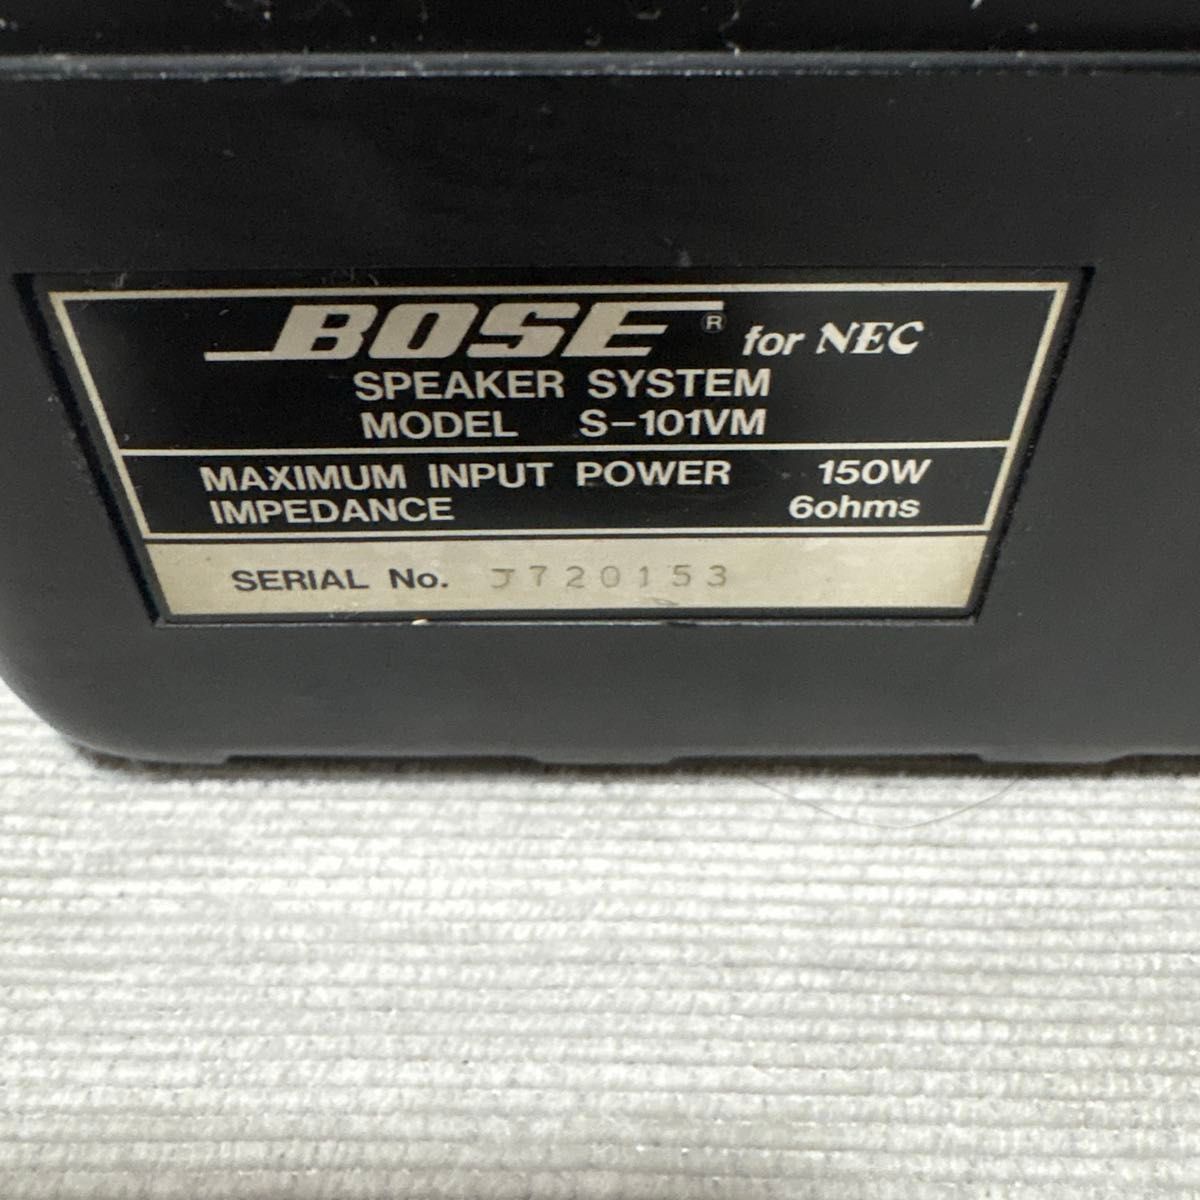 BOSE® for NEC
SPEAKER SYSTEM
MODEL S-101VM
MAXIMUM INPUT POWER 150W
IMPEDANCE 6ohms
SERIAL No. J720153